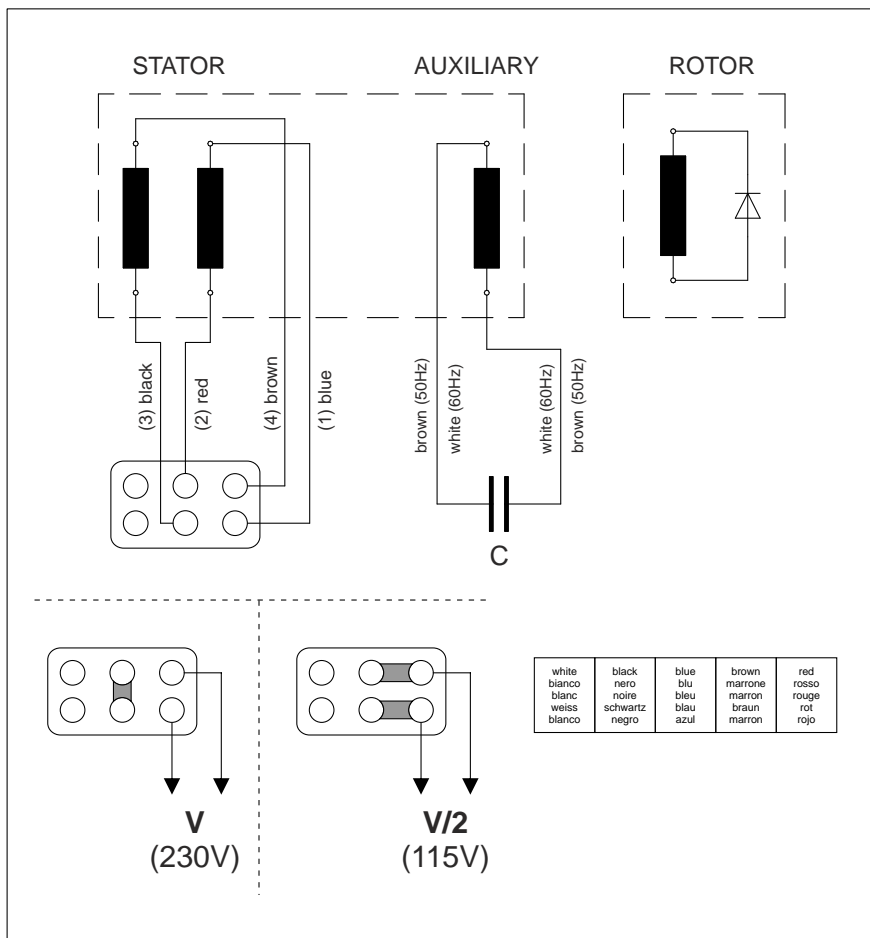 STATOR
AUXILIARY
ROTOR
(3) black
(2) red
(4) brown
(1) blue
brown (50Hz)
white (60Hz)
white (60Hz)
brown (50Hz)
C
V
(230V)
V/2
(115V)
white black blue brown red
bianco nero blu marrone rosso
blanc noire bleu marron rouge
weiss schwartz blau braun rot
blanco negro azul marron rojo